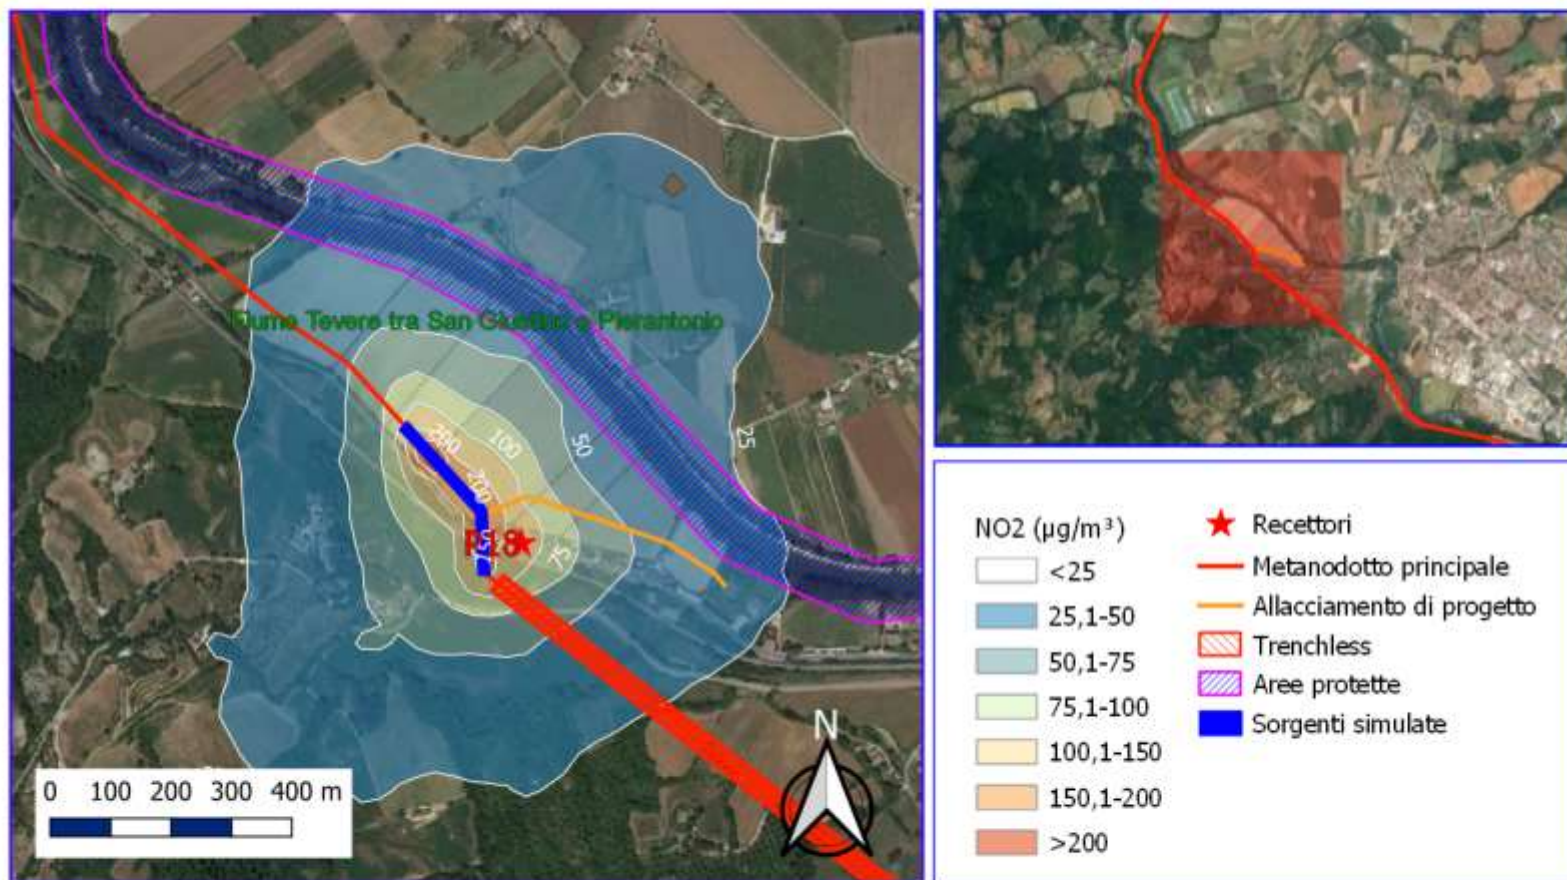 Fiume Tevere tra San Giustino e Pierantonio
25
50
100
200
200
75
R18
N
0 100 200 300 400 m
NO2 (µg/m³)
<25
25,1-50
50,1-75
75,1-100
100,1-150
150,1-200
>200
Recettori
Metanodotto principale
Allacciamento di progetto
Trenchless
Aree protette
Sorgenti simulate